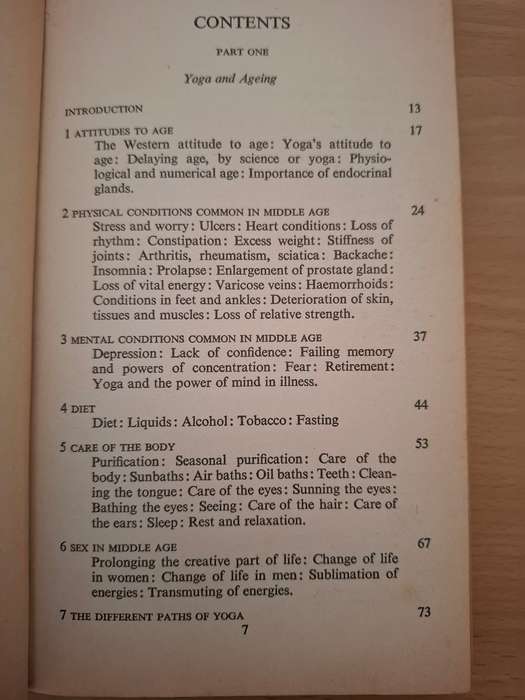 CONTENTS
PART ONE
Yoga and Ageing
INTRODUCTION 13
1 ATTITUDES TO AGE 17
The Western attitude to age: Yoga's attitude to
age: Delaying age, by science or yoga: Physio-
logical and numerical age: Importance of endocrinal
glands.
2 PHYSICAL CONDITIONS COMMON IN MIDDLE AGE 24
Stress and worry: Ulcers: Heart conditions: Loss of
rhythm: Constipation: Excess weight: Stiffness of
joints: Arthritis, rheumatism, sciatica: Backache:
Insomnia: Prolapse: Enlargement of prostate gland:
Loss of vital energy: Varicose veins: Haemorrhoids:
Conditions in feet and ankles: Deterioration of skin,
tissues and muscles: Loss of relative strength.
3 MENTAL CONDITIONS COMMON IN MIDDLE AGE 37
Depression: Lack of confidence: Failing memory
and powers of concentration: Fear: Retirement:
Yoga and the power of mind in illness.
4 DIET 44
Diet: Liquids: Alcohol: Tobacco: Fasting
5 CARE OF THE BODY 53
Purification: Seasonal purification: Care of the
body: Sunbaths: Air baths: Oil baths: Teeth: Clean-
ing the tongue: Care of the eyes: Sunning the eyes:
Bathing the eyes: Seeing: Care of the hair: Care of
the ears: Sleep: Rest and relaxation.
6 SEX IN MIDDLE AGE 67
Prolonging the creative part of life: Change of life
in women: Change of life in men: Sublimation of
energies: Transmuting of energies.
7 THE DIFFERENT PATHS OF YOGA 73
7